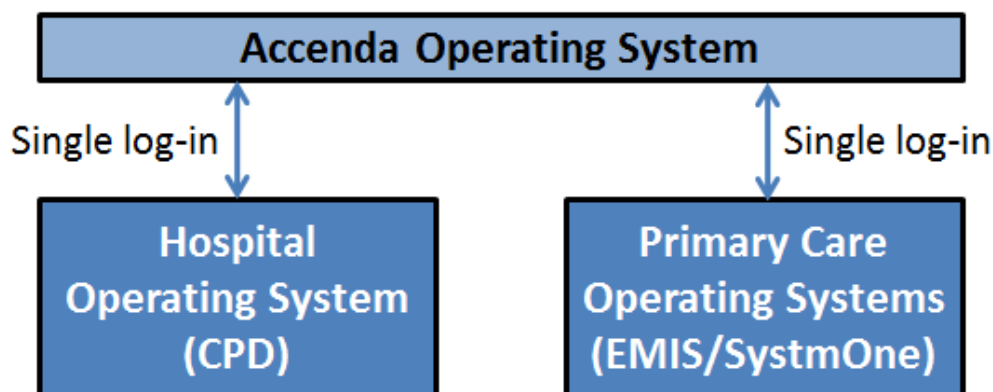 Accenda Operating System
Single log-in
Single log-in
Hospital
Operating System
(CPD)
Primary Care
Operating Systems
(EMIS/SystmOne)